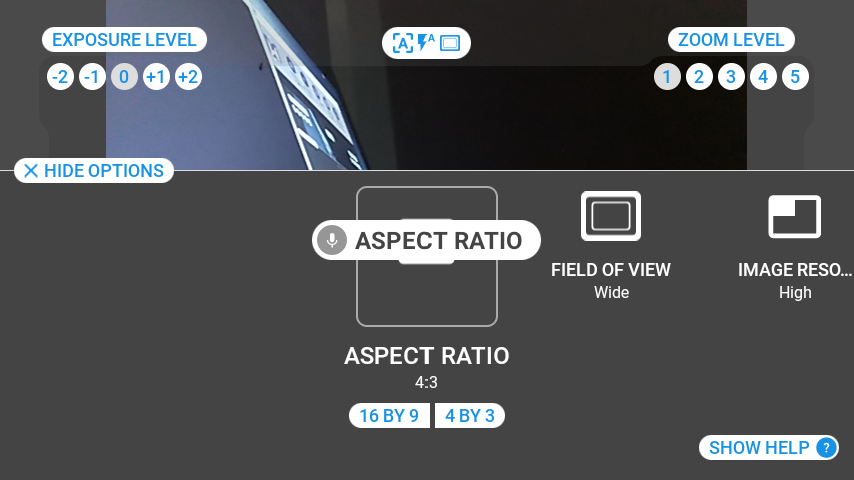 EXPOSURE LEVEL
-2 -1 0 +1 +2
A A
ZOOM LEVEL
1 2 3 4 5
HIDE OPTIONS
ASPECT RATIO
FIELD OF VIEW
Wide
IMAGE RESO...
High
ASPECT RATIO
4:3
16 BY 9 4 BY 3
SHOW HELP ?